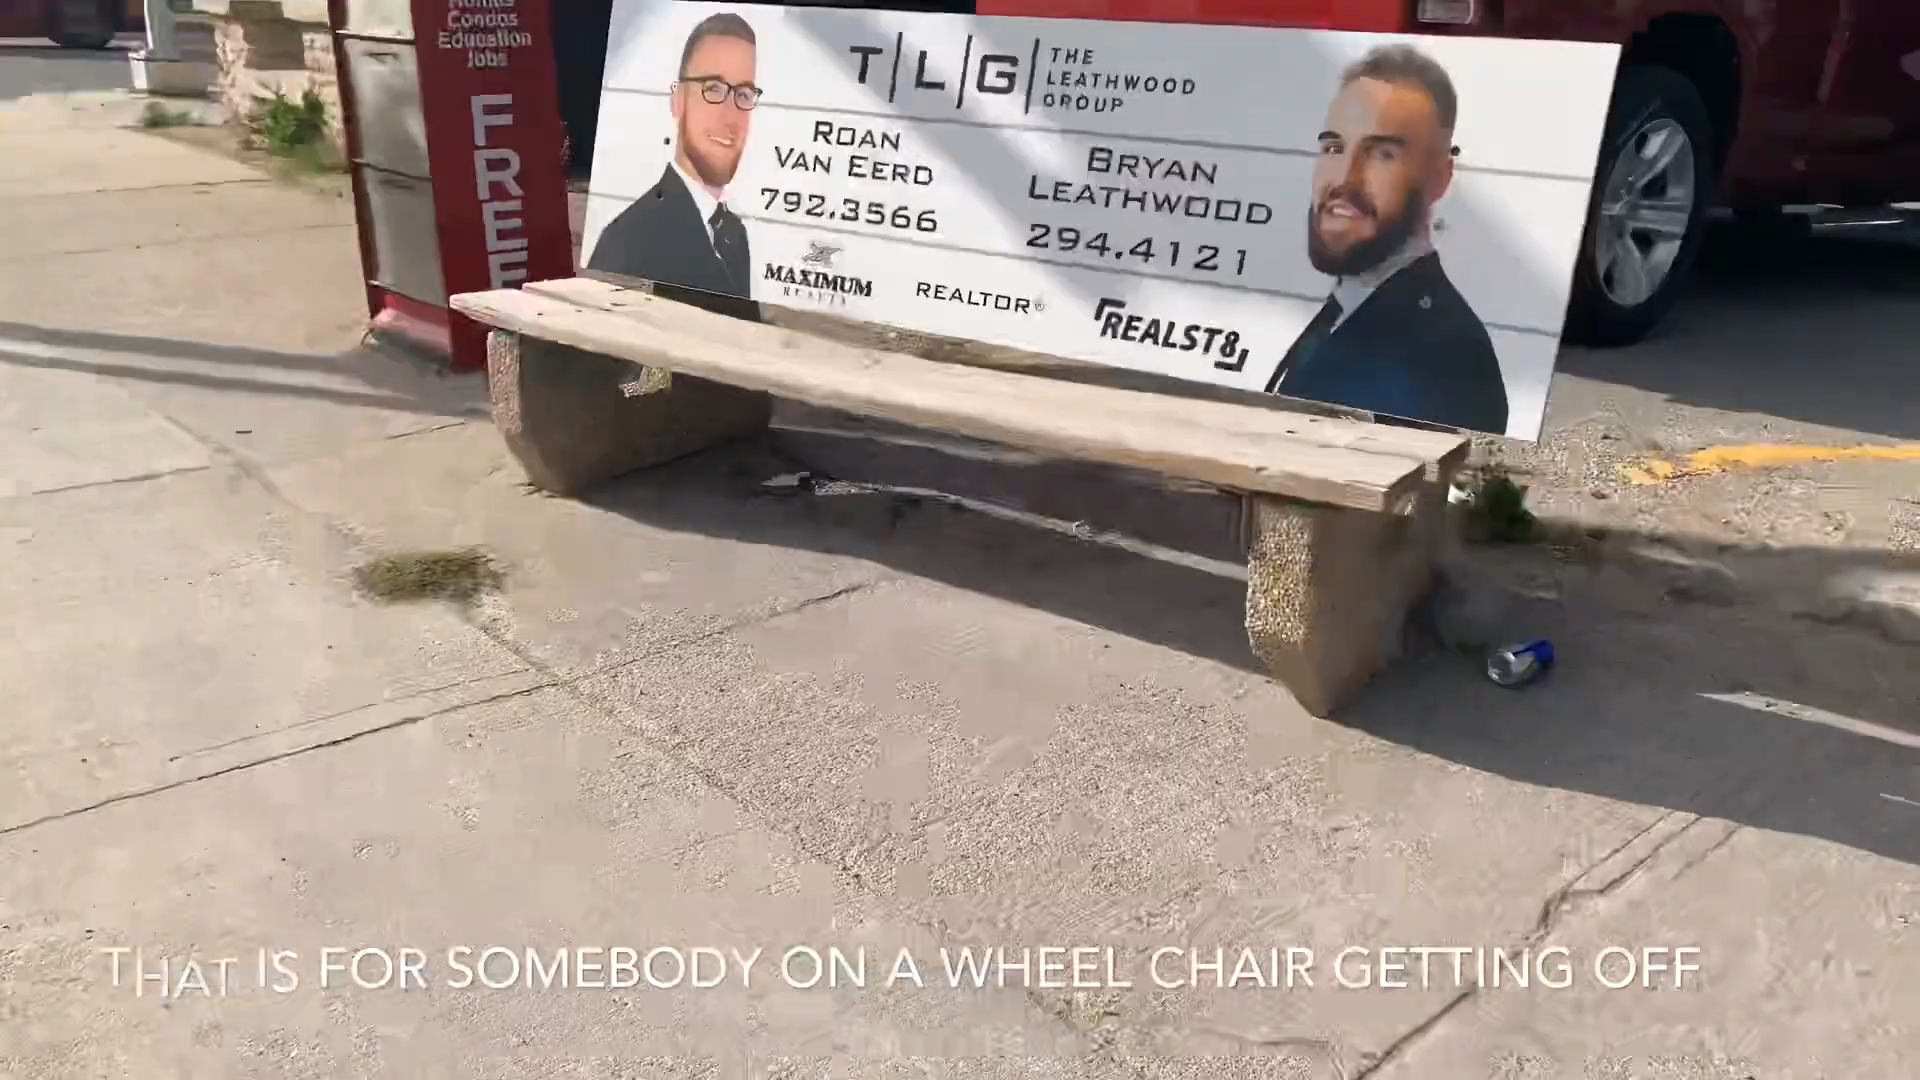 Condos
Education
Jobs
FREE
T|L|G
THE
LEATHWOOD
GROUP
ROAN
VAN EERD
792.3566
BRYAN
LEATHWOOD
294.4121
MAXIMUM
REALTY
REALTOR®
REALST8
THAT IS FOR SOMEBODY ON A WHEEL CHAIR GETTING OFF